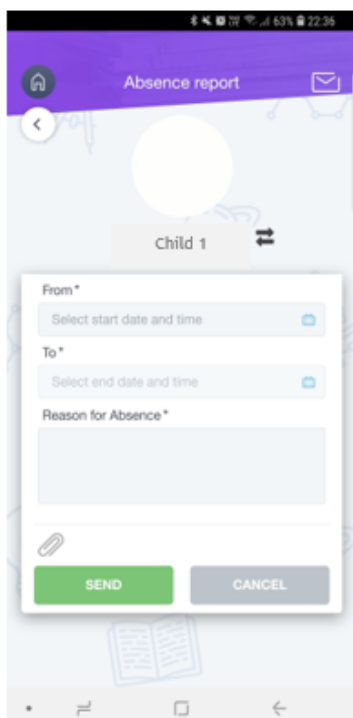 63% 22:36
Absence report
Child 1
From*
Select start date and time
To*
Select end date and time
Reason for Absence*
SEND
CANCEL